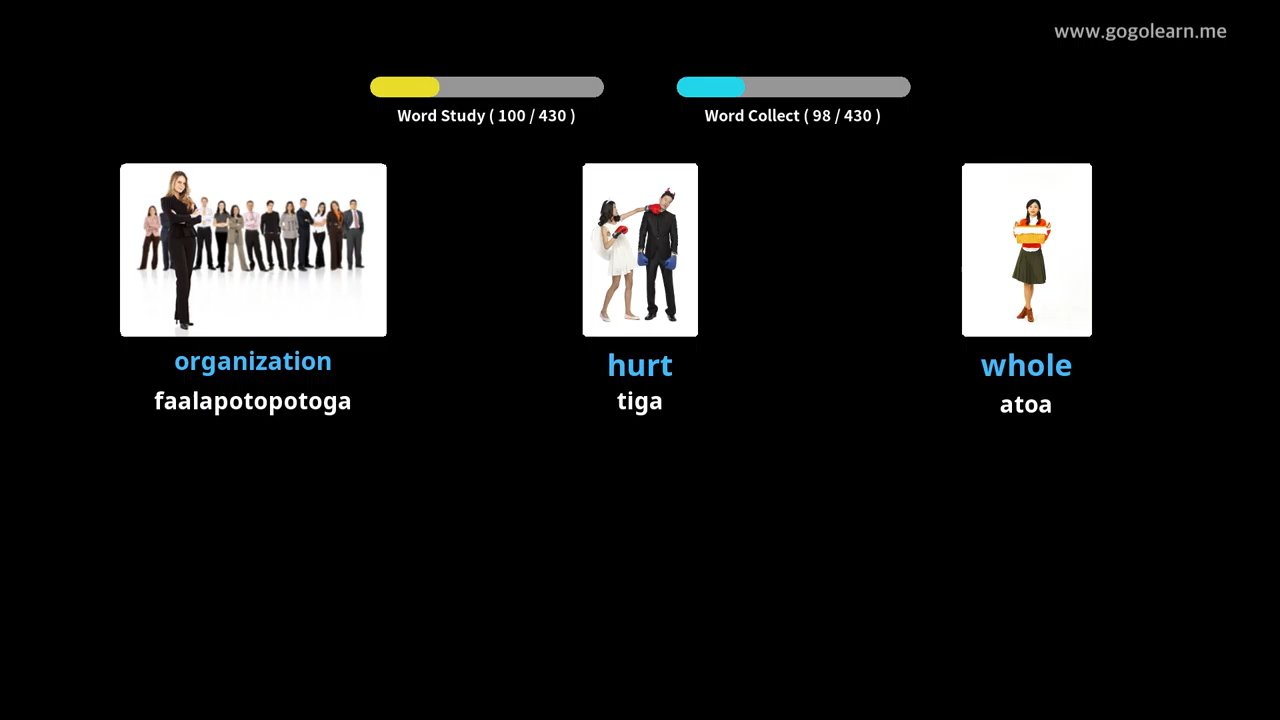 www.gogolearn.me
Word Study ( 100 / 430 )
Word Collect ( 98 / 430 )
organization
faalapotopotoga
hurt
tiga
whole
atoa